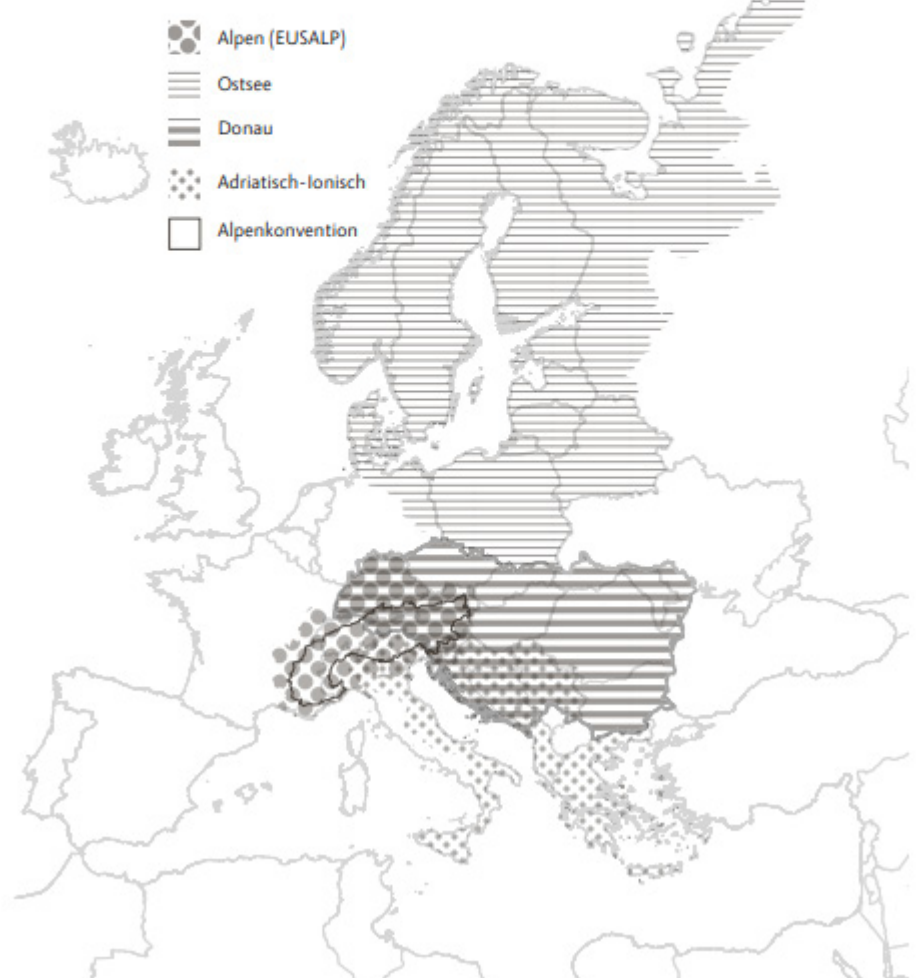 Alpen (EUSALP)
Ostsee
Donau
Adriatisch-Ionisch
Alpenkonvention